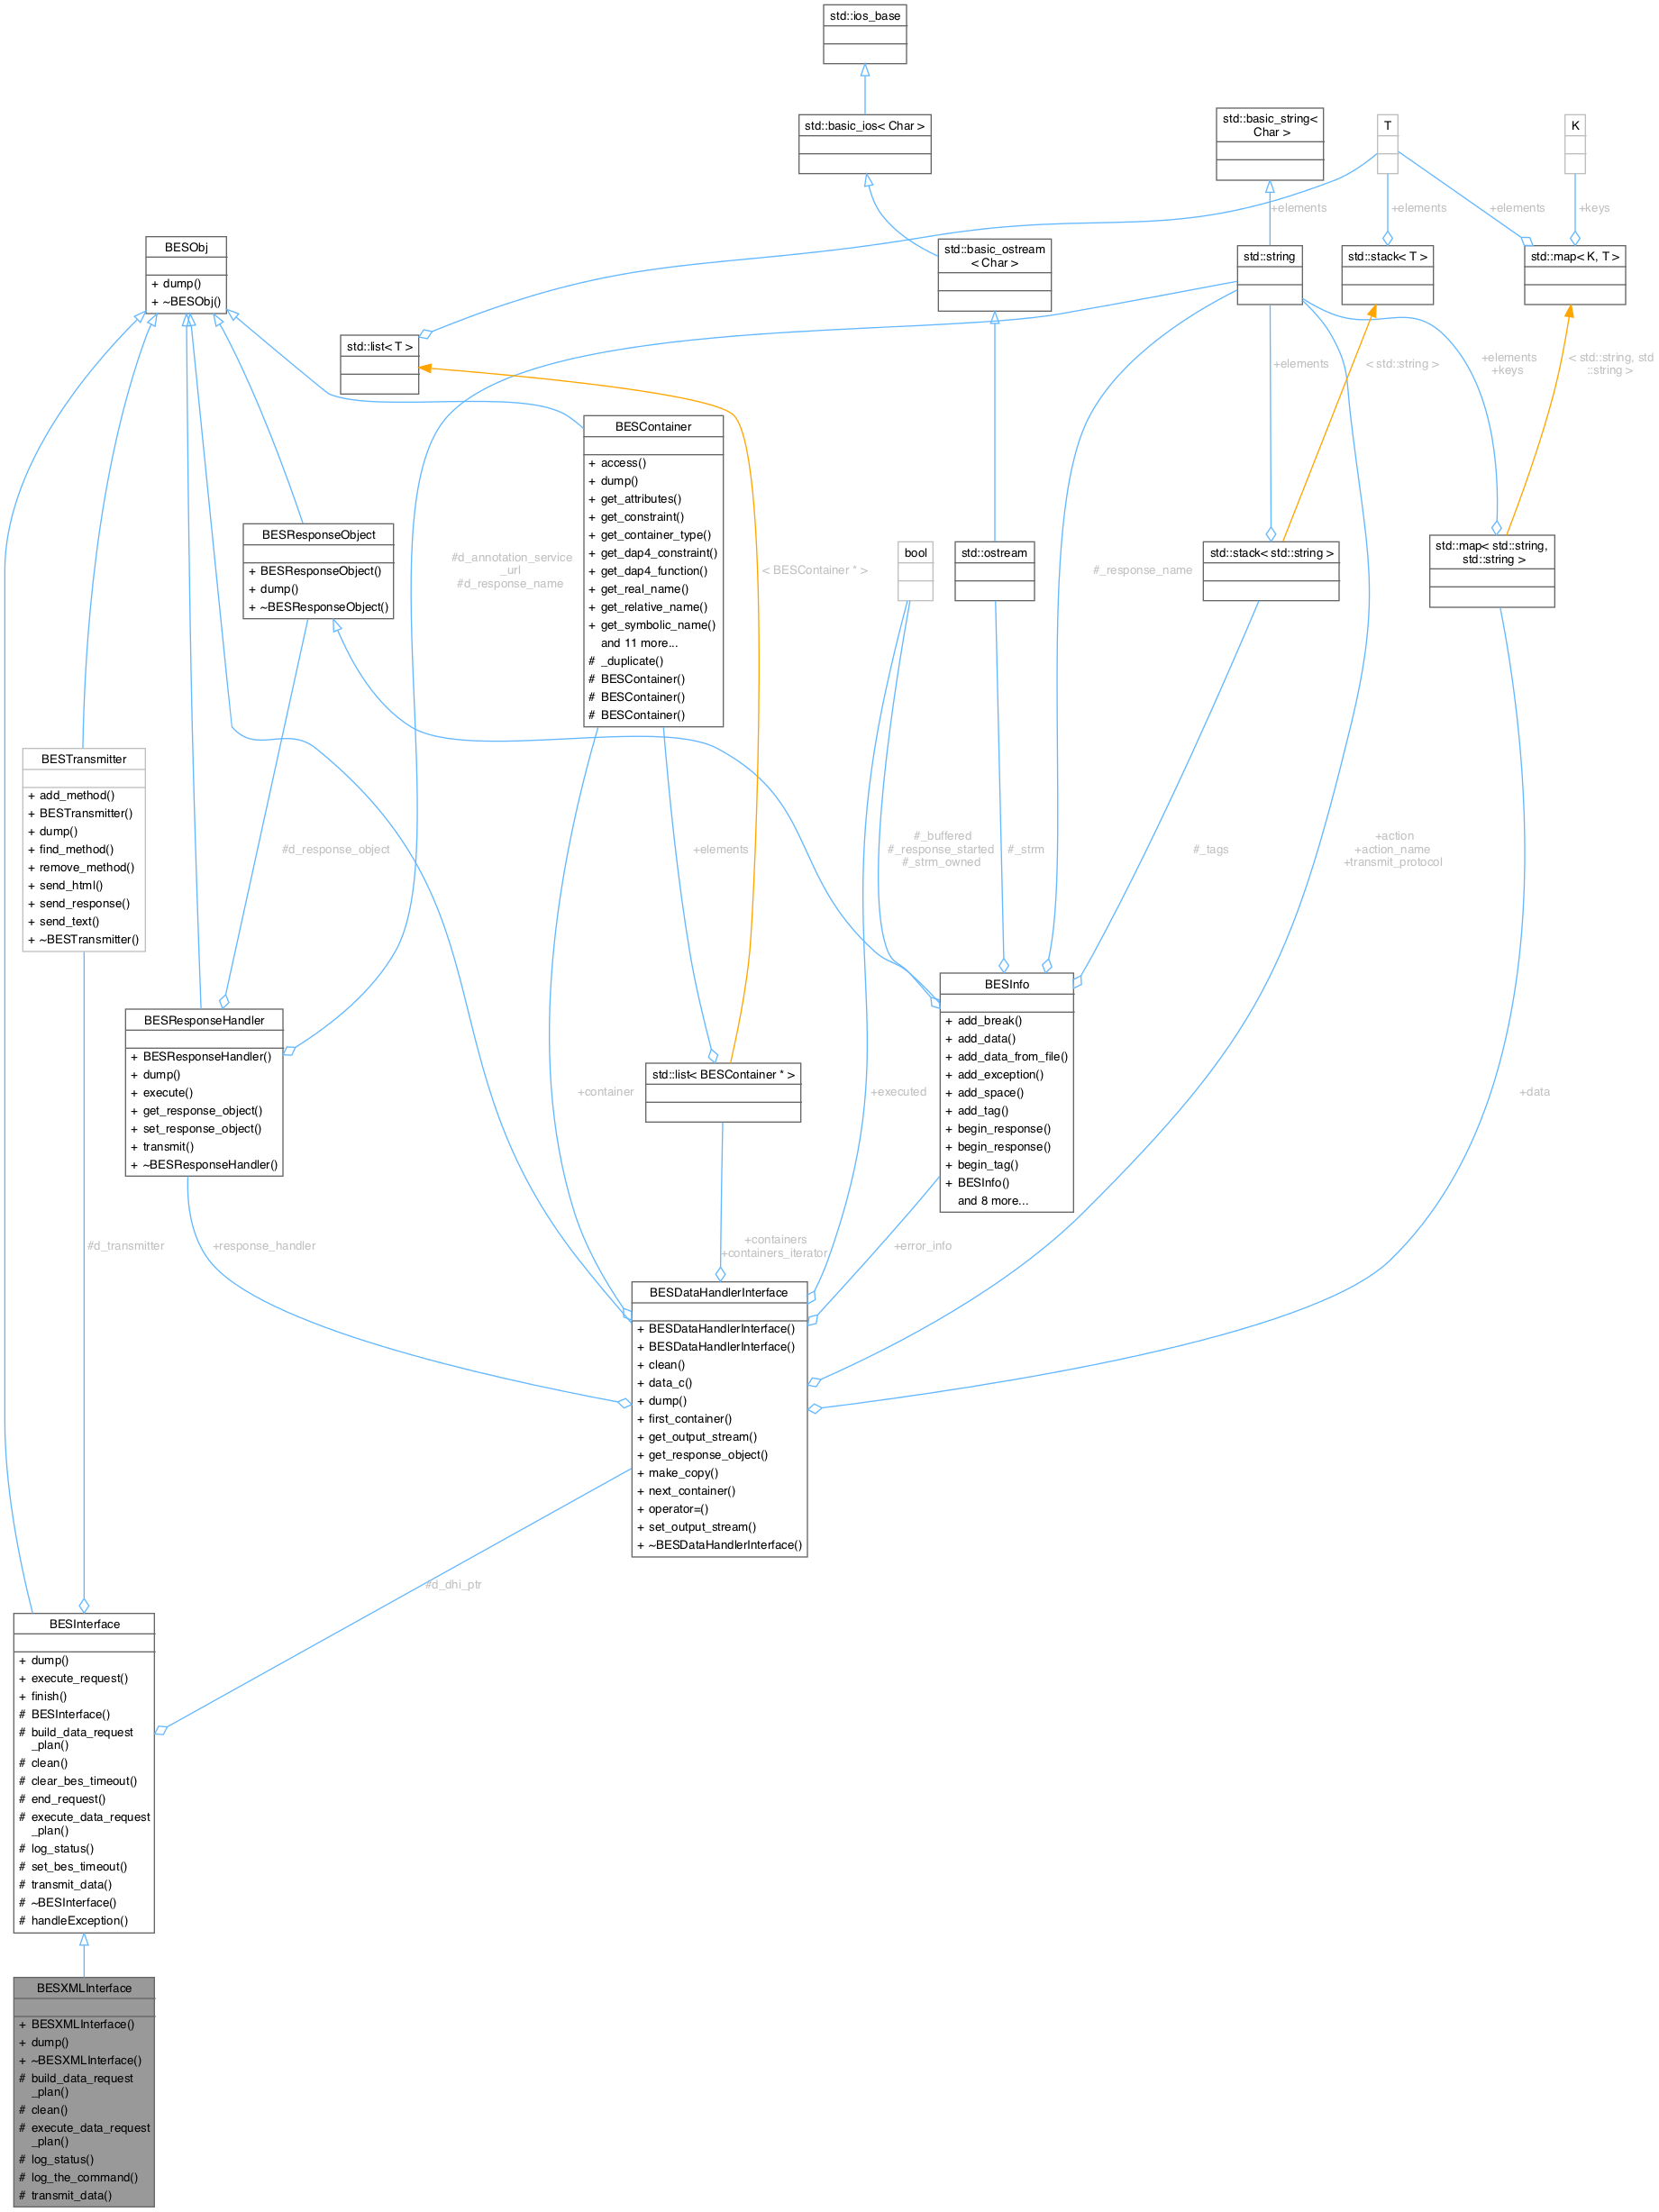 std::ios_base
std::basic_ios< Char >
std::basic_string<
Char >
T
K
+elements
+elements
+elements
+keys
BESObj
+ dump()
+ ~BESObj()
std::basic_ostream
< Char >
std::string
std::stack< T >
std::map< K, T >
std::list< T >
+elements
< std::string >
+elements
+keys
< std::string, std
::string >
BESContainer
+ access()
+ dump()
+ get_attributes()
+ get_constraint()
+ get_container_type()
+ get_dap4_constraint()
+ get_dap4_function()
+ get_real_name()
+ get_relative_name()
+ get_symbolic_name()
and 11 more...
# _duplicate()
# BESContainer()
# BESContainer()
# BESContainer()
BESResponseObject
+ BESResponseObject()
+ dump()
+ ~BESResponseObject()
#d_annotation_service
_url
#d_response_name
< BESContainer * >
bool
std::ostream
#_response_name
std::stack< std::string >
std::map< std::string,
std::string >
BESTransmitter
+ add_method()
+ BESTransmitter()
+ dump()
+ find_method()
+ remove_method()
+ send_html()
+ send_response()
+ send_text()
+ ~BESTransmitter()
#d_response_object
+elements
#_buffered
#_response_started
#_strm_owned
#_strm
#_tags
+action
+action_name
+transmit_protocol
BESResponseHandler
+ BESResponseHandler()
+ dump()
+ execute()
+ get_response_object()
+ set_response_object()
+ transmit()
+ ~BESResponseHandler()
+container
std::list< BESContainer * >
+executed
BESInfo
+ add_break()
+ add_data()
+ add_data_from_file()
+ add_exception()
+ add_space()
+ add_tag()
+ begin_response()
+ begin_response()
+ begin_tag()
+ BESInfo()
and 8 more...
+data
#d_transmitter
+response_handler
+containers
+containers_iterator
+error_info
BESDataHandlerInterface
+ BESDataHandlerInterface()
+ BESDataHandlerInterface()
+ clean()
+ data_c()
+ dump()
+ first_container()
+ get_output_stream()
+ get_response_object()
+ make_copy()
+ next_container()
+ operator=()
+ set_output_stream()
+ ~BESDataHandlerInterface()
#d_dhi_ptr
BESInterface
+ dump()
+ execute_request()
+ finish()
# BESInterface()
# build_data_request
_plan()
# clean()
# clear_bes_timeout()
# end_request()
# execute_data_request
_plan()
# log_status()
# set_bes_timeout()
# transmit_data()
# ~BESInterface()
# handleException()
BESXMLInterface
+ BESXMLInterface()
+ dump()
+ ~BESXMLInterface()
# build_data_request
_plan()
# clean()
# execute_data_request
_plan()
# log_status()
# log_the_command()
# transmit_data()